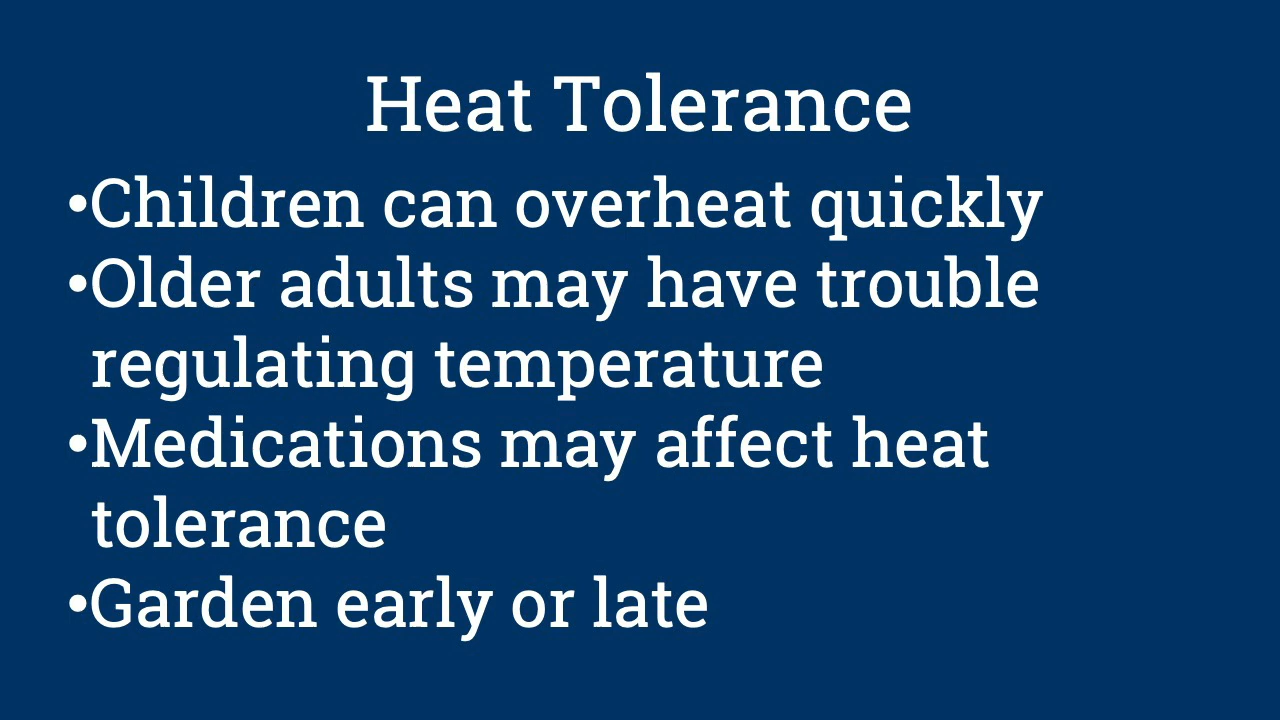 Heat Tolerance
•Children can overheat quickly
•Older adults may have trouble
regulating temperature
•Medications may affect heat
tolerance
•Garden early or late